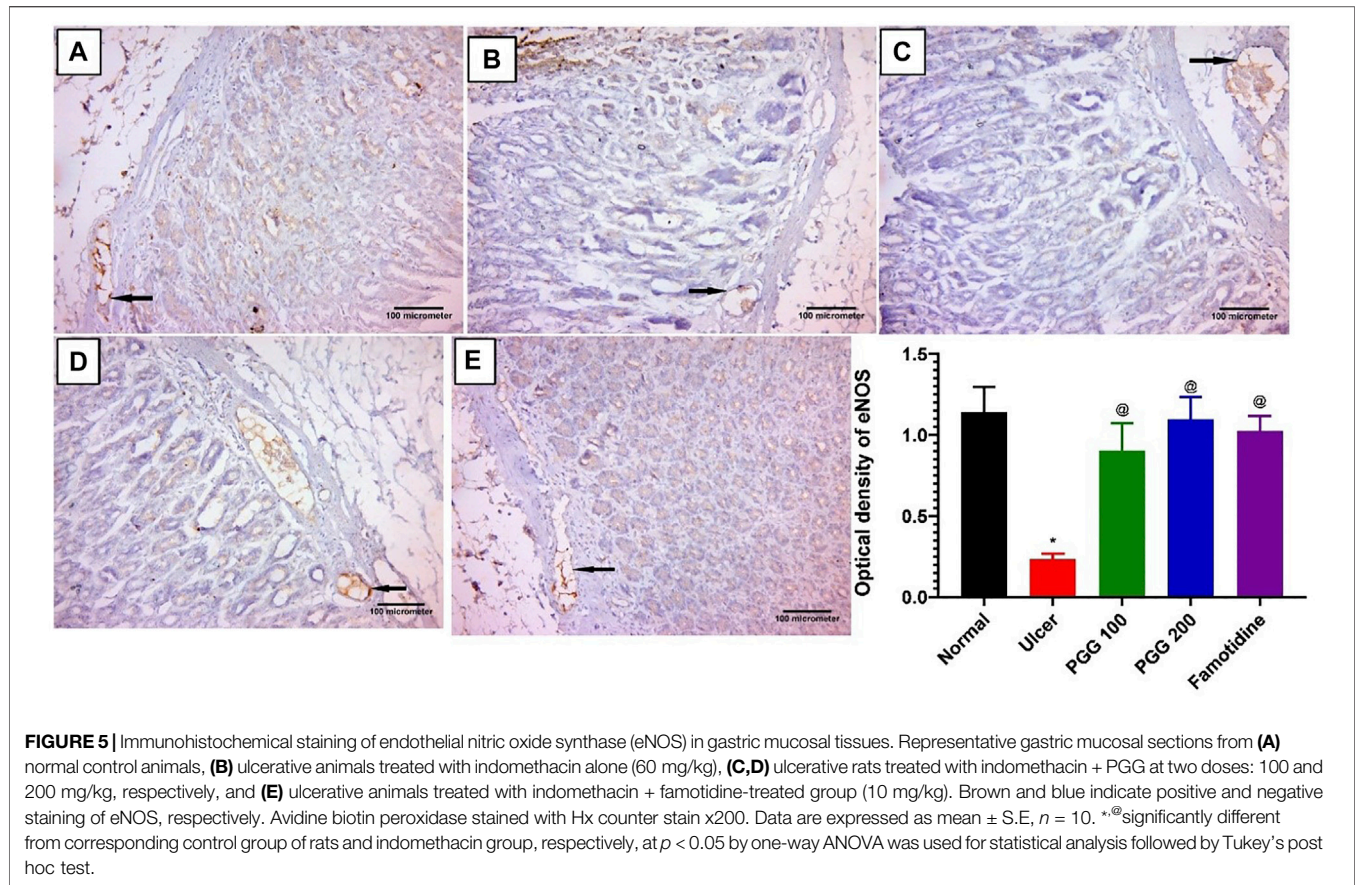 A
B
C
100 micrometer
100 micrometer
100 micrometer
D
E
100 micrometer
100 micrometer
Optical density of eNOS
1.5
1.0
0.5
0.0
*
@
@
@
Normal
Ulcer
PGG 100
PGG 200
Famotidine
FIGURE 5 | Immunohistochemical staining of endothelial nitric oxide synthase (eNOS) in gastric mucosal tissues. Representative gastric mucosal sections from (A)
normal control animals, (B) ulcerative animals treated with indomethacin alone (60 mg/kg), (C,D) ulcerative rats treated with indomethacin + PGG at two doses: 100 and
200 mg/kg, respectively, and (E) ulcerative animals treated with indomethacin + famotidine-treated group (10 mg/kg). Brown and blue indicate positive and negative
staining of eNOS, respectively. Avidine biotin peroxidase stained with Hx counter stain x200. Data are expressed as mean ± S.E, n = 10. *,@significantly different
from corresponding control group of rats and indomethacin group, respectively, at p < 0.05 by one-way ANOVA was used for statistical analysis followed by Tukey's post
hoc test.